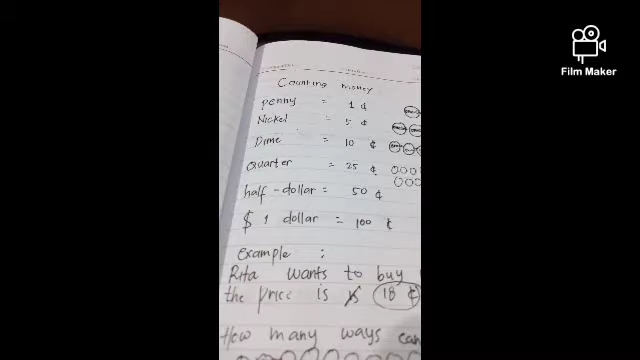 Counting money
penny = 1 ¢
Nickel = 5 ¢
Dime = 10 ¢
Quarter = 25 ¢
half-dollar = 50 ¢
$ 1 dollar = 100 ¢
example :
Rita wants to buy
the price is 18 ¢
How many ways can
Film Maker